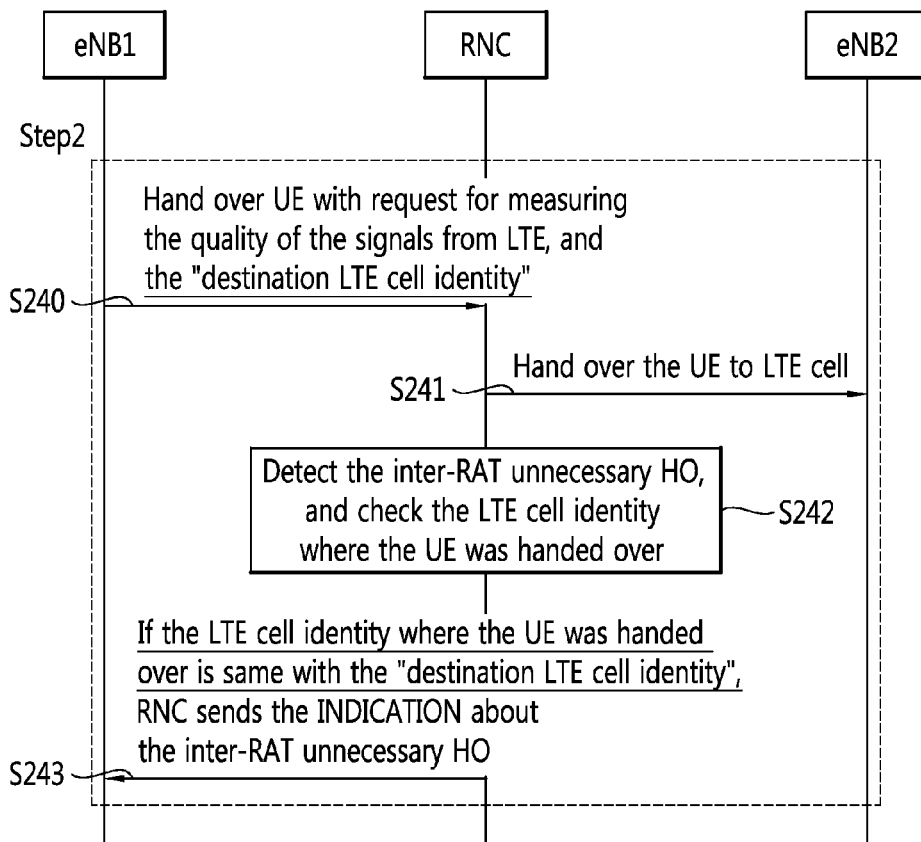 eNB1
RNC
eNB2
Step2
Hand over UE with request for measuring
the quality of the signals from LTE, and
the "destination LTE cell identity"
S240
Hand over the UE to LTE cell
S241
Detect the inter-RAT unnecessary HO,
and check the LTE cell identity
where the UE was handed over
S242
If the LTE cell identity where the UE was handed
over is same with the "destination LTE cell identity",
RNC sends the INDICATION about
the inter-RAT unnecessary HO
S243